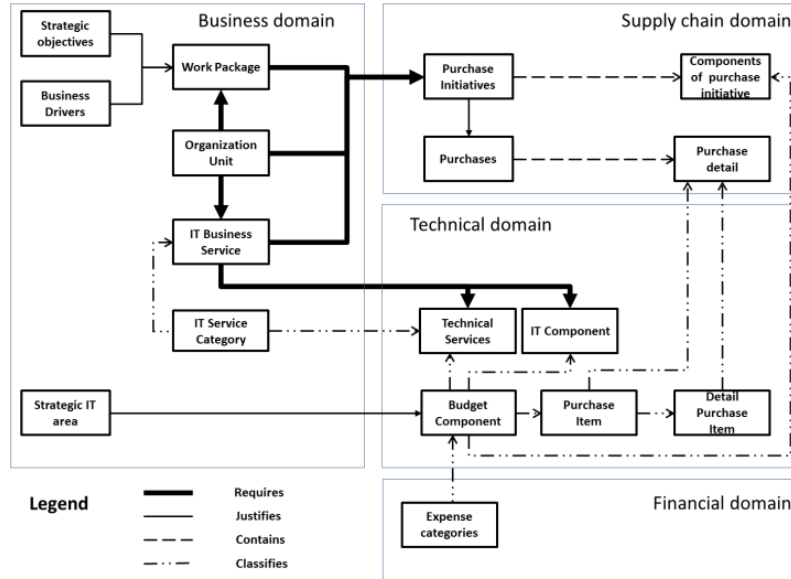 Business domain
Supply chain domain
Strategic
objectives
Business
Drivers
Work Package
Organization
Unit
IT Business
Service
IT Service
Category
Strategic IT
area
Purchase
Initiatives
Components
of purchase
initiative
Purchases
Purchase
detail
Technical domain
Technical
Services
IT Component
Budget
Component
Purchase
Item
Detail
Purchase
Item
Financial domain
Expense
categories
Legend
Requires
Justifies
Contains
Classifies